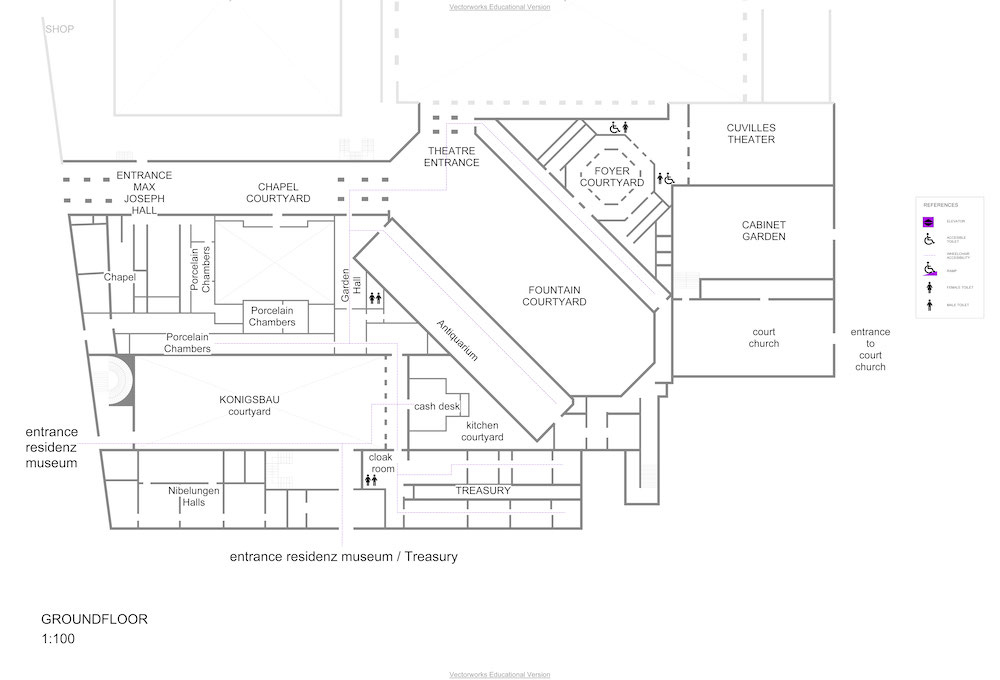 Vectorworks Educational Version
SHOP
CUVILLES
THEATER
THEATRE
ENTRANCE
ENTRANCE
MAX
JOSEPH
HALL
CHAPEL
COURTYARD
FOYER
COURTYARD
CABINET
GARDEN
REFERENCES
ELEVATOR
ACCESIBLE
TOILET
WHEELCHAIR
ACCESIBILITY
RAMP
FEMALE TOILET
MALE TOILET
Chapel
Porcelain
Chambers
Garden
Hall
FOUNTAIN
COURTYARD
Porcelain
Chambers
Porcelain
Chambers
Antiquarium
court
church
entrance
to
court
church
KONIGSBAU
courtyard
cash desk
kitchen
courtyard
entrance
residenz
museum
cloak
room
Nibelungen
Halls
TREASURY
entrance residenz museum / Treasury
GROUNDFLOOR
1:100
Vectorworks Educational Version